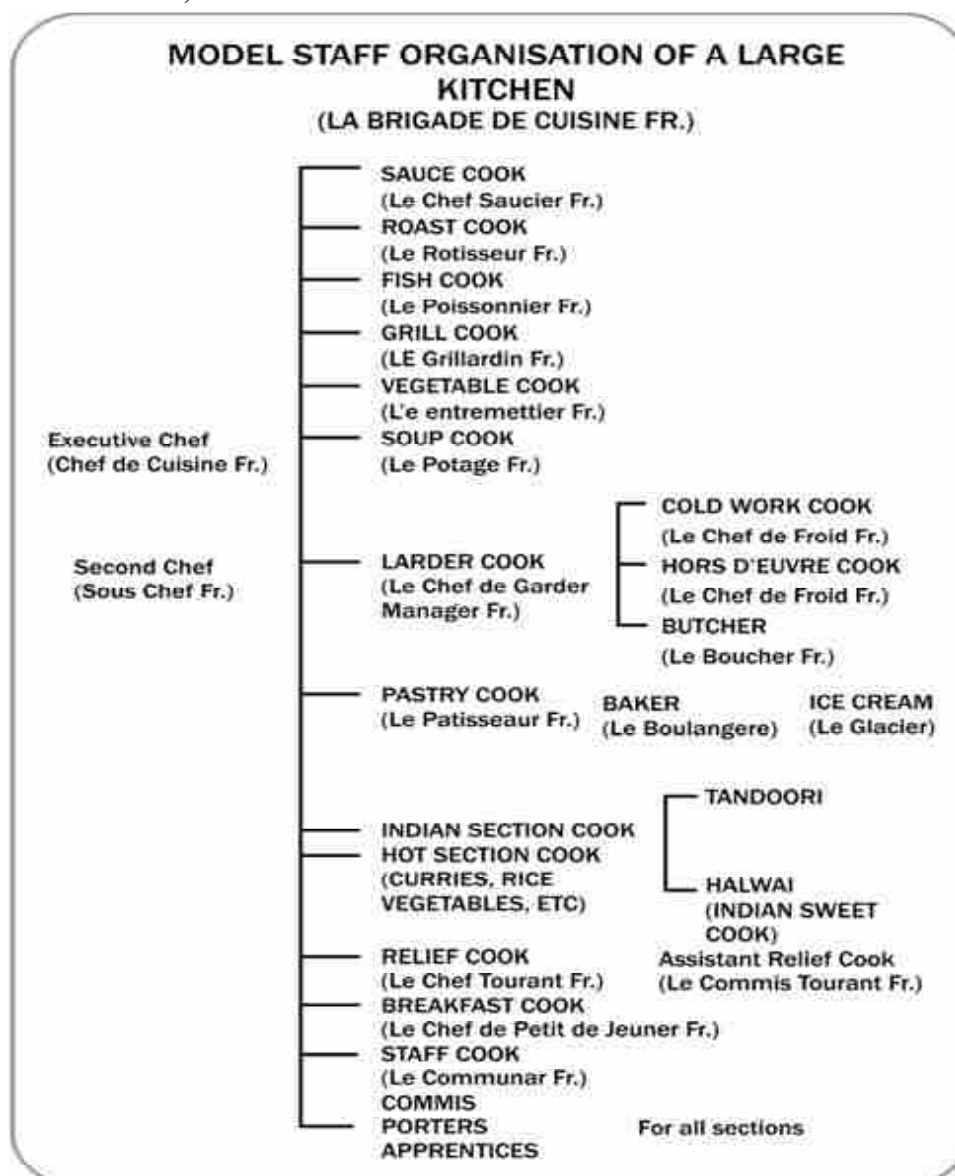 MODEL STAFF ORGANISATION OF A LARGE
KITCHEN
(LA BRIGADE DE CUISINE FR.)
SAUCE COOK
(Le Chef Saucier Fr.)
ROAST COOK
(Le Rotisseur Fr.)
FISH COOK
(Le Poissonnier Fr.)
GRILL COOK
(LE Grillardin Fr.)
VEGETABLE COOK
(L'e entremettier Fr.)
SOUP COOK
(Le Potage Fr.)
Executive Chef
(Chef de Cuisine Fr.)
Second Chef
(Sous Chef Fr.)
LARDER COOK
(Le Chef de Garder
Manager Fr.)
COLD WORK COOK
(Le Chef de Froid Fr.)
HORS D'EUVRE COOK
(Le Chef de Froid Fr.)
BUTCHER
(Le Boucher Fr.)
PASTRY COOK
(Le Patisseaur Fr.)
BAKER
(Le Boulangere)
ICE CREAM
(Le Glacier)
INDIAN SECTION COOK
HOT SECTION COOK
(CURRIES, RICE
VEGETABLES, ETC)
TANDOORI
HALWAI
(INDIAN SWEET
COOK)
RELIEF COOK
(Le Chef Tourant Fr.)
Assistant Relief Cook
(Le Commis Tourant Fr.)
BREAKFAST COOK
(Le Chef de Petit de Jeuner Fr.)
STAFF COOK
(Le Communar Fr.)
COMMIS
PORTERS
APPRENTICES
For all sections